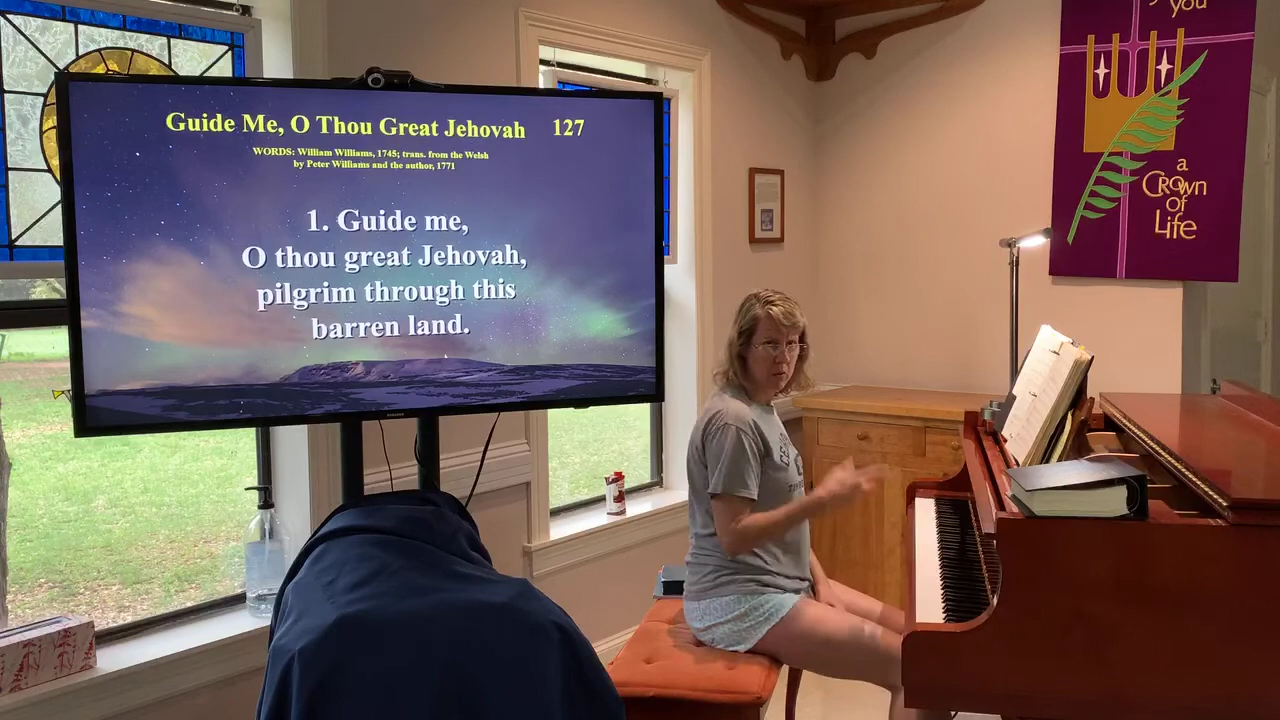 Guide Me, O Thou Great Jehovah 127
WORDS: William Williams, 1745; trans. from the Welsh
by Peter Williams and the author, 1771
1. Guide me,
O thou great Jehovah,
pilgrim through this
barren land.
you
a
Crown
of
Life